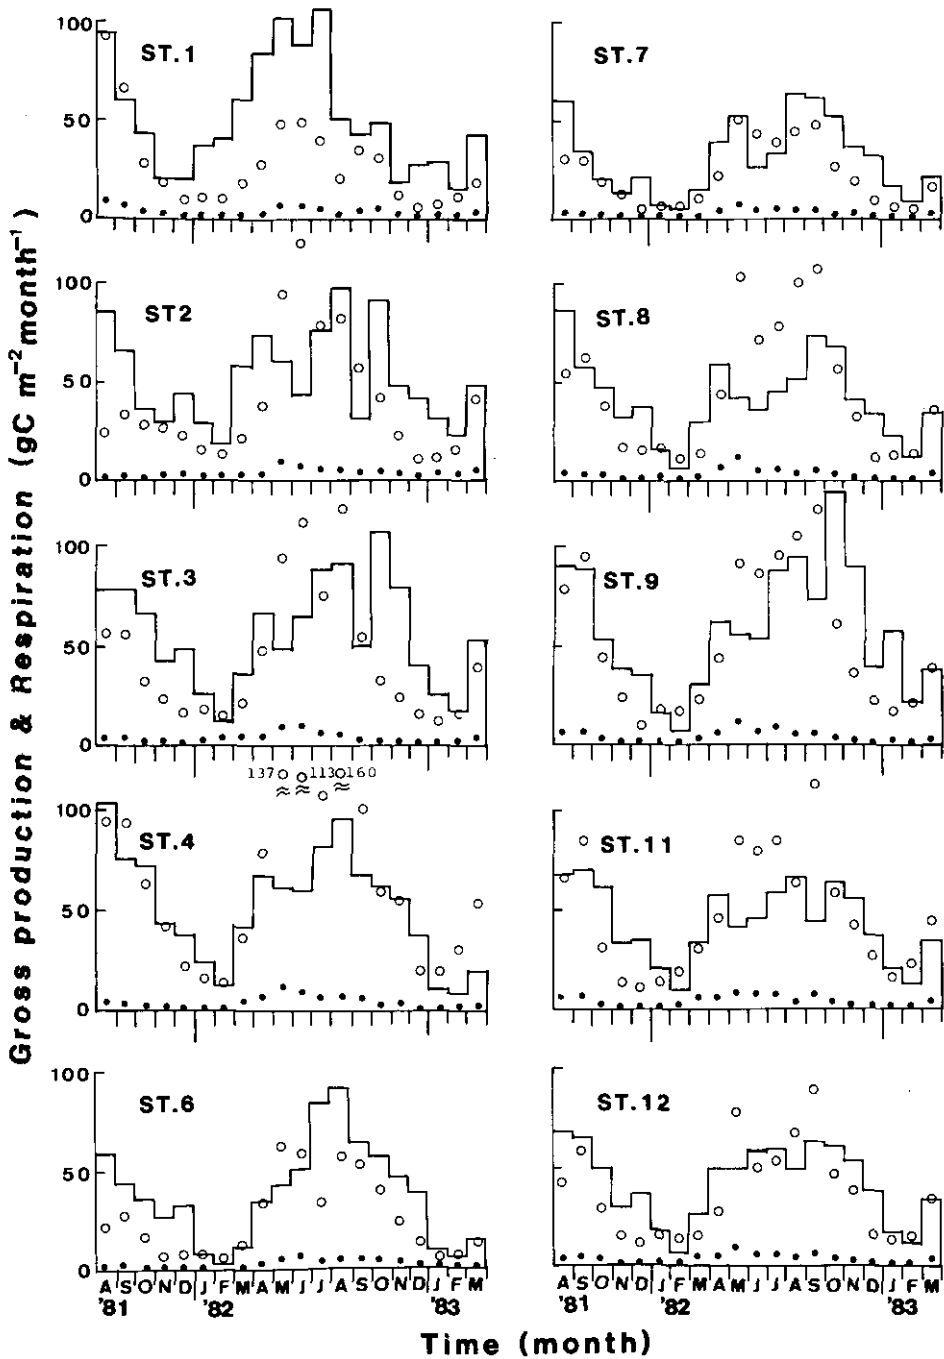 Gross production & Respiration (gC m⁻² month⁻¹)
100
50
0
ST.1
ST.7
100
50
0
ST2
ST.8
100
50
0
ST.3
ST.9
137 113 160
100
50
0
ST.4
ST.11
100
50
0
ST.6
ST.12
A S O N D J F M A M J J A S O N D J F M
'81 '82 '83
A S O N D J F M A M J J A S O N D J F M
'81 '82 '83
Time (month)